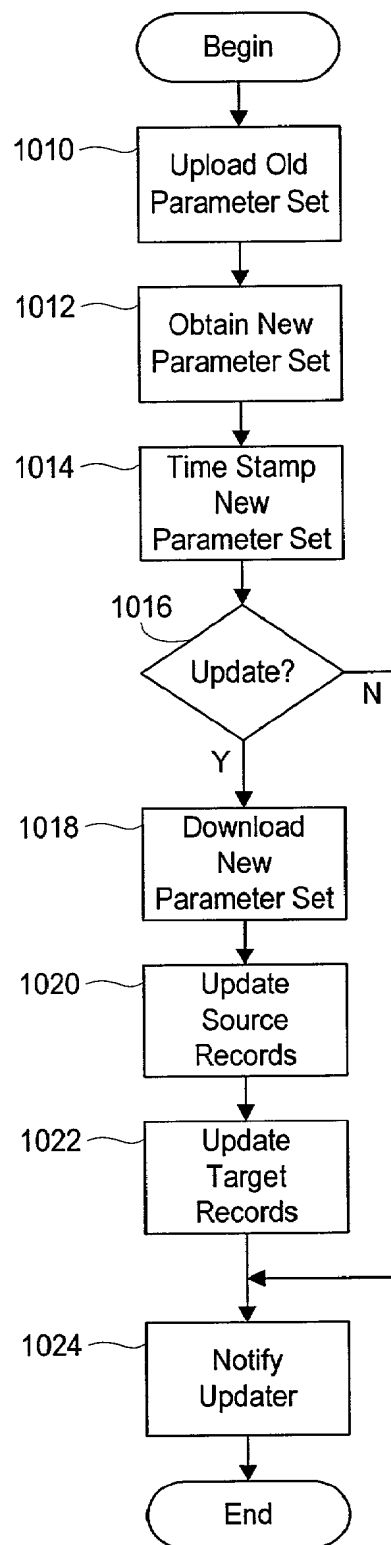 Begin
1010
Upload Old
Parameter Set
1012
Obtain New
Parameter Set
1014
Time Stamp
New
Parameter Set
1016
Update?
N
Y
1018
Download
New
Parameter Set
1020
Update
Source
Records
1022
Update
Target
Records
1024
Notify
Updater
End